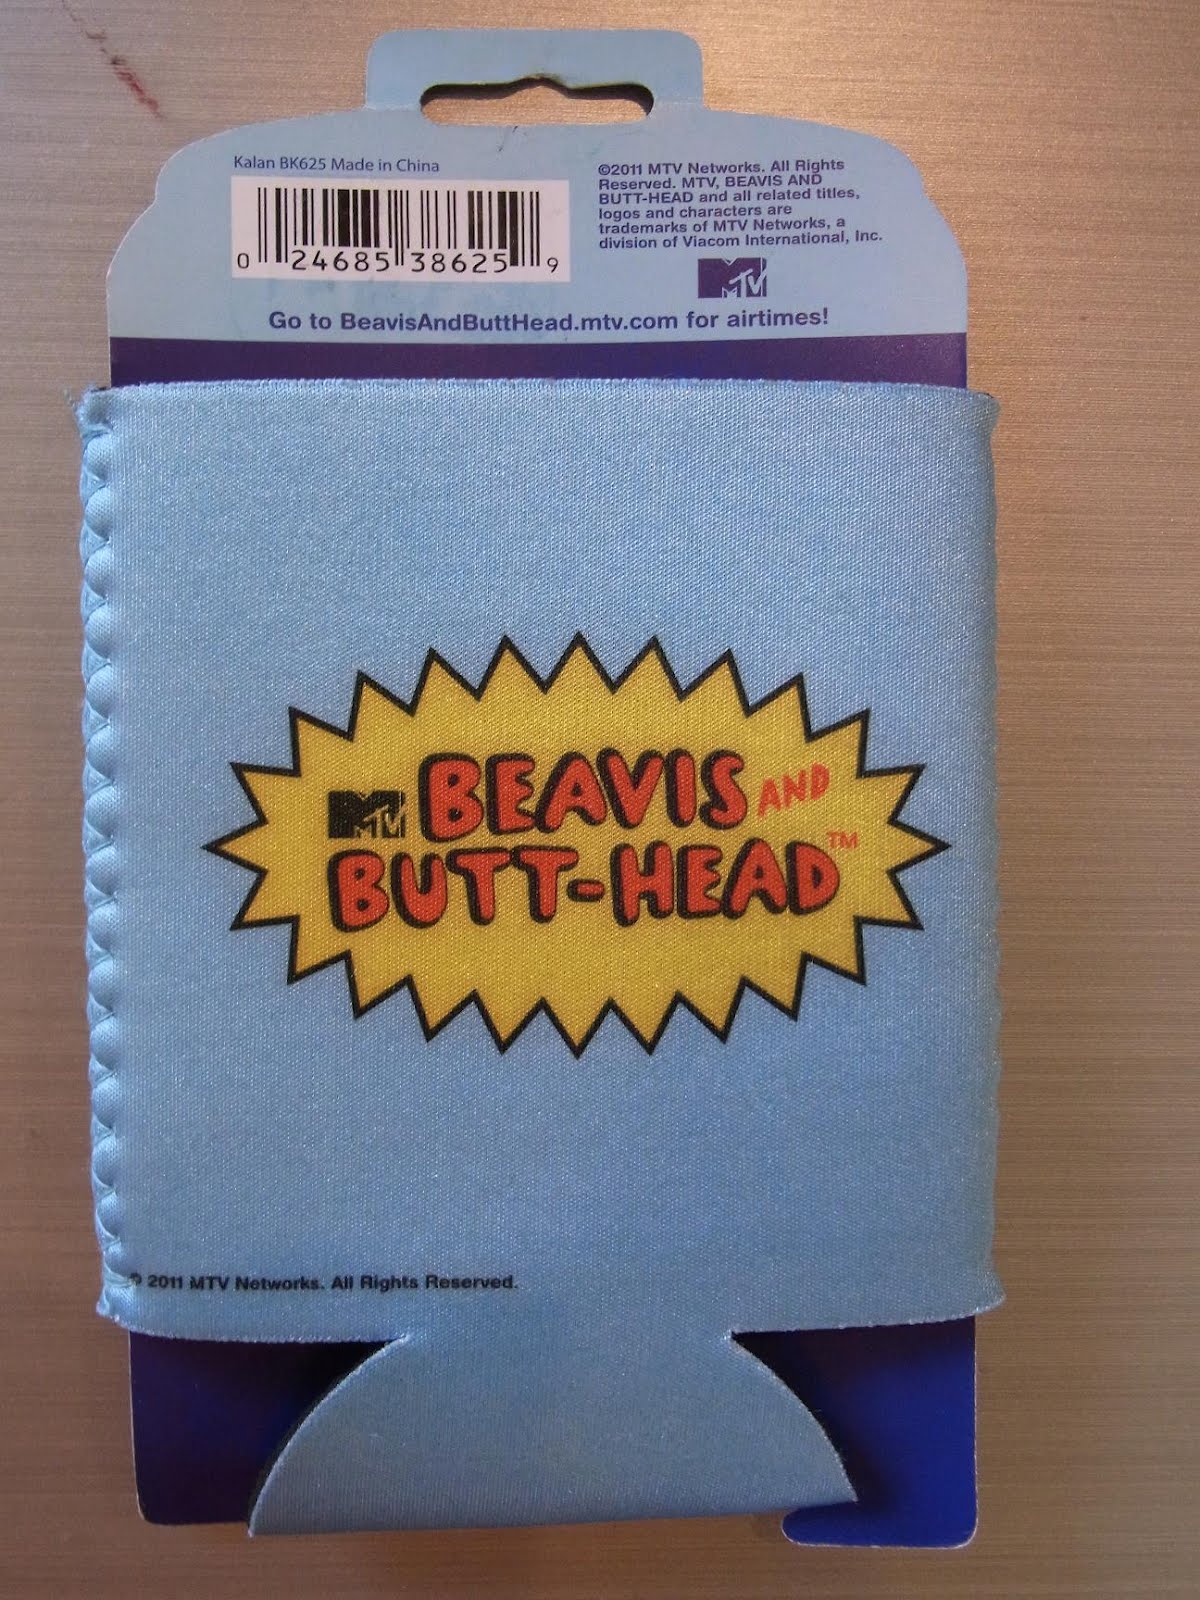 Kalan BK625 Made in China
0 24685 38625 9
©2011 MTV Networks. All Rights
Reserved. MTV, BEAVIS AND
BUTT-HEAD and all related titles,
logos and characters are
trademarks of MTV Networks, a
division of Viacom International, Inc.
MTV
Go to BeavisAndButtHead.mtv.com for airtimes!
MTV BEAVIS AND
BUTT-HEAD™
© 2011 MTV Networks. All Rights Reserved.